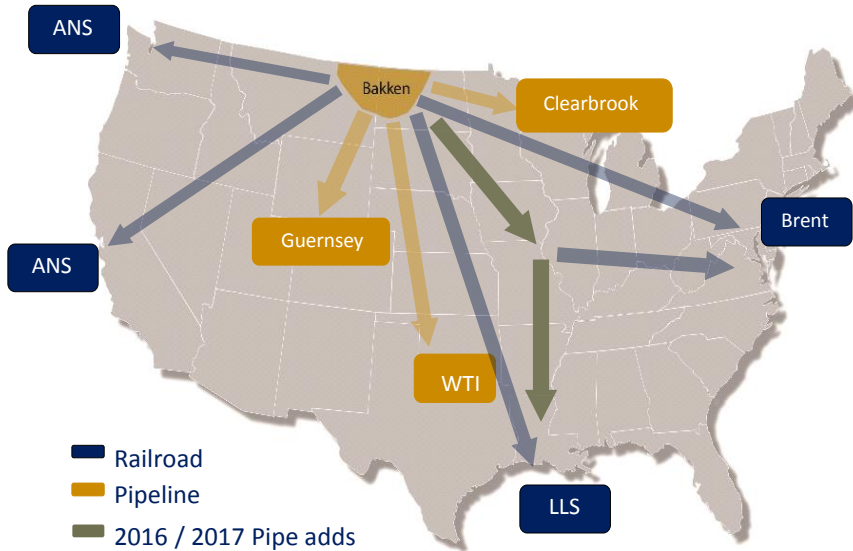 ANS
Bakken
Clearbrook
Brent
Guernsey
ANS
WTI
Railroad
Pipeline
LLS
2016 / 2017 Pipe adds